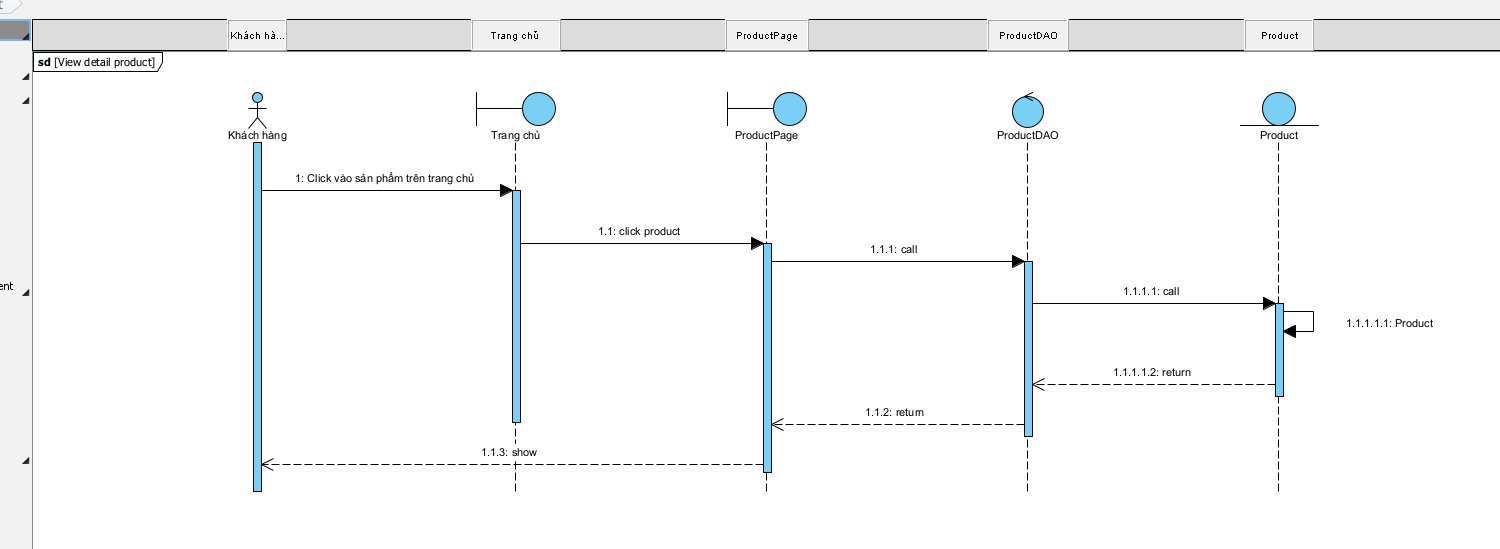 t
Khách hà...
Trang chủ
ProductPage
ProductDAO
Product
sd [View detail product]
Khách hàng
Trang chủ
ProductPage
ProductDAO
Product
1: Click vào sản phẩm trên trang chủ
1.1: click product
1.1.1: call
ent
1.1.1.1: call
1.1.1.1.1: Product
1.1.1.1.2: return
1.1.2: return
1.1.3: show